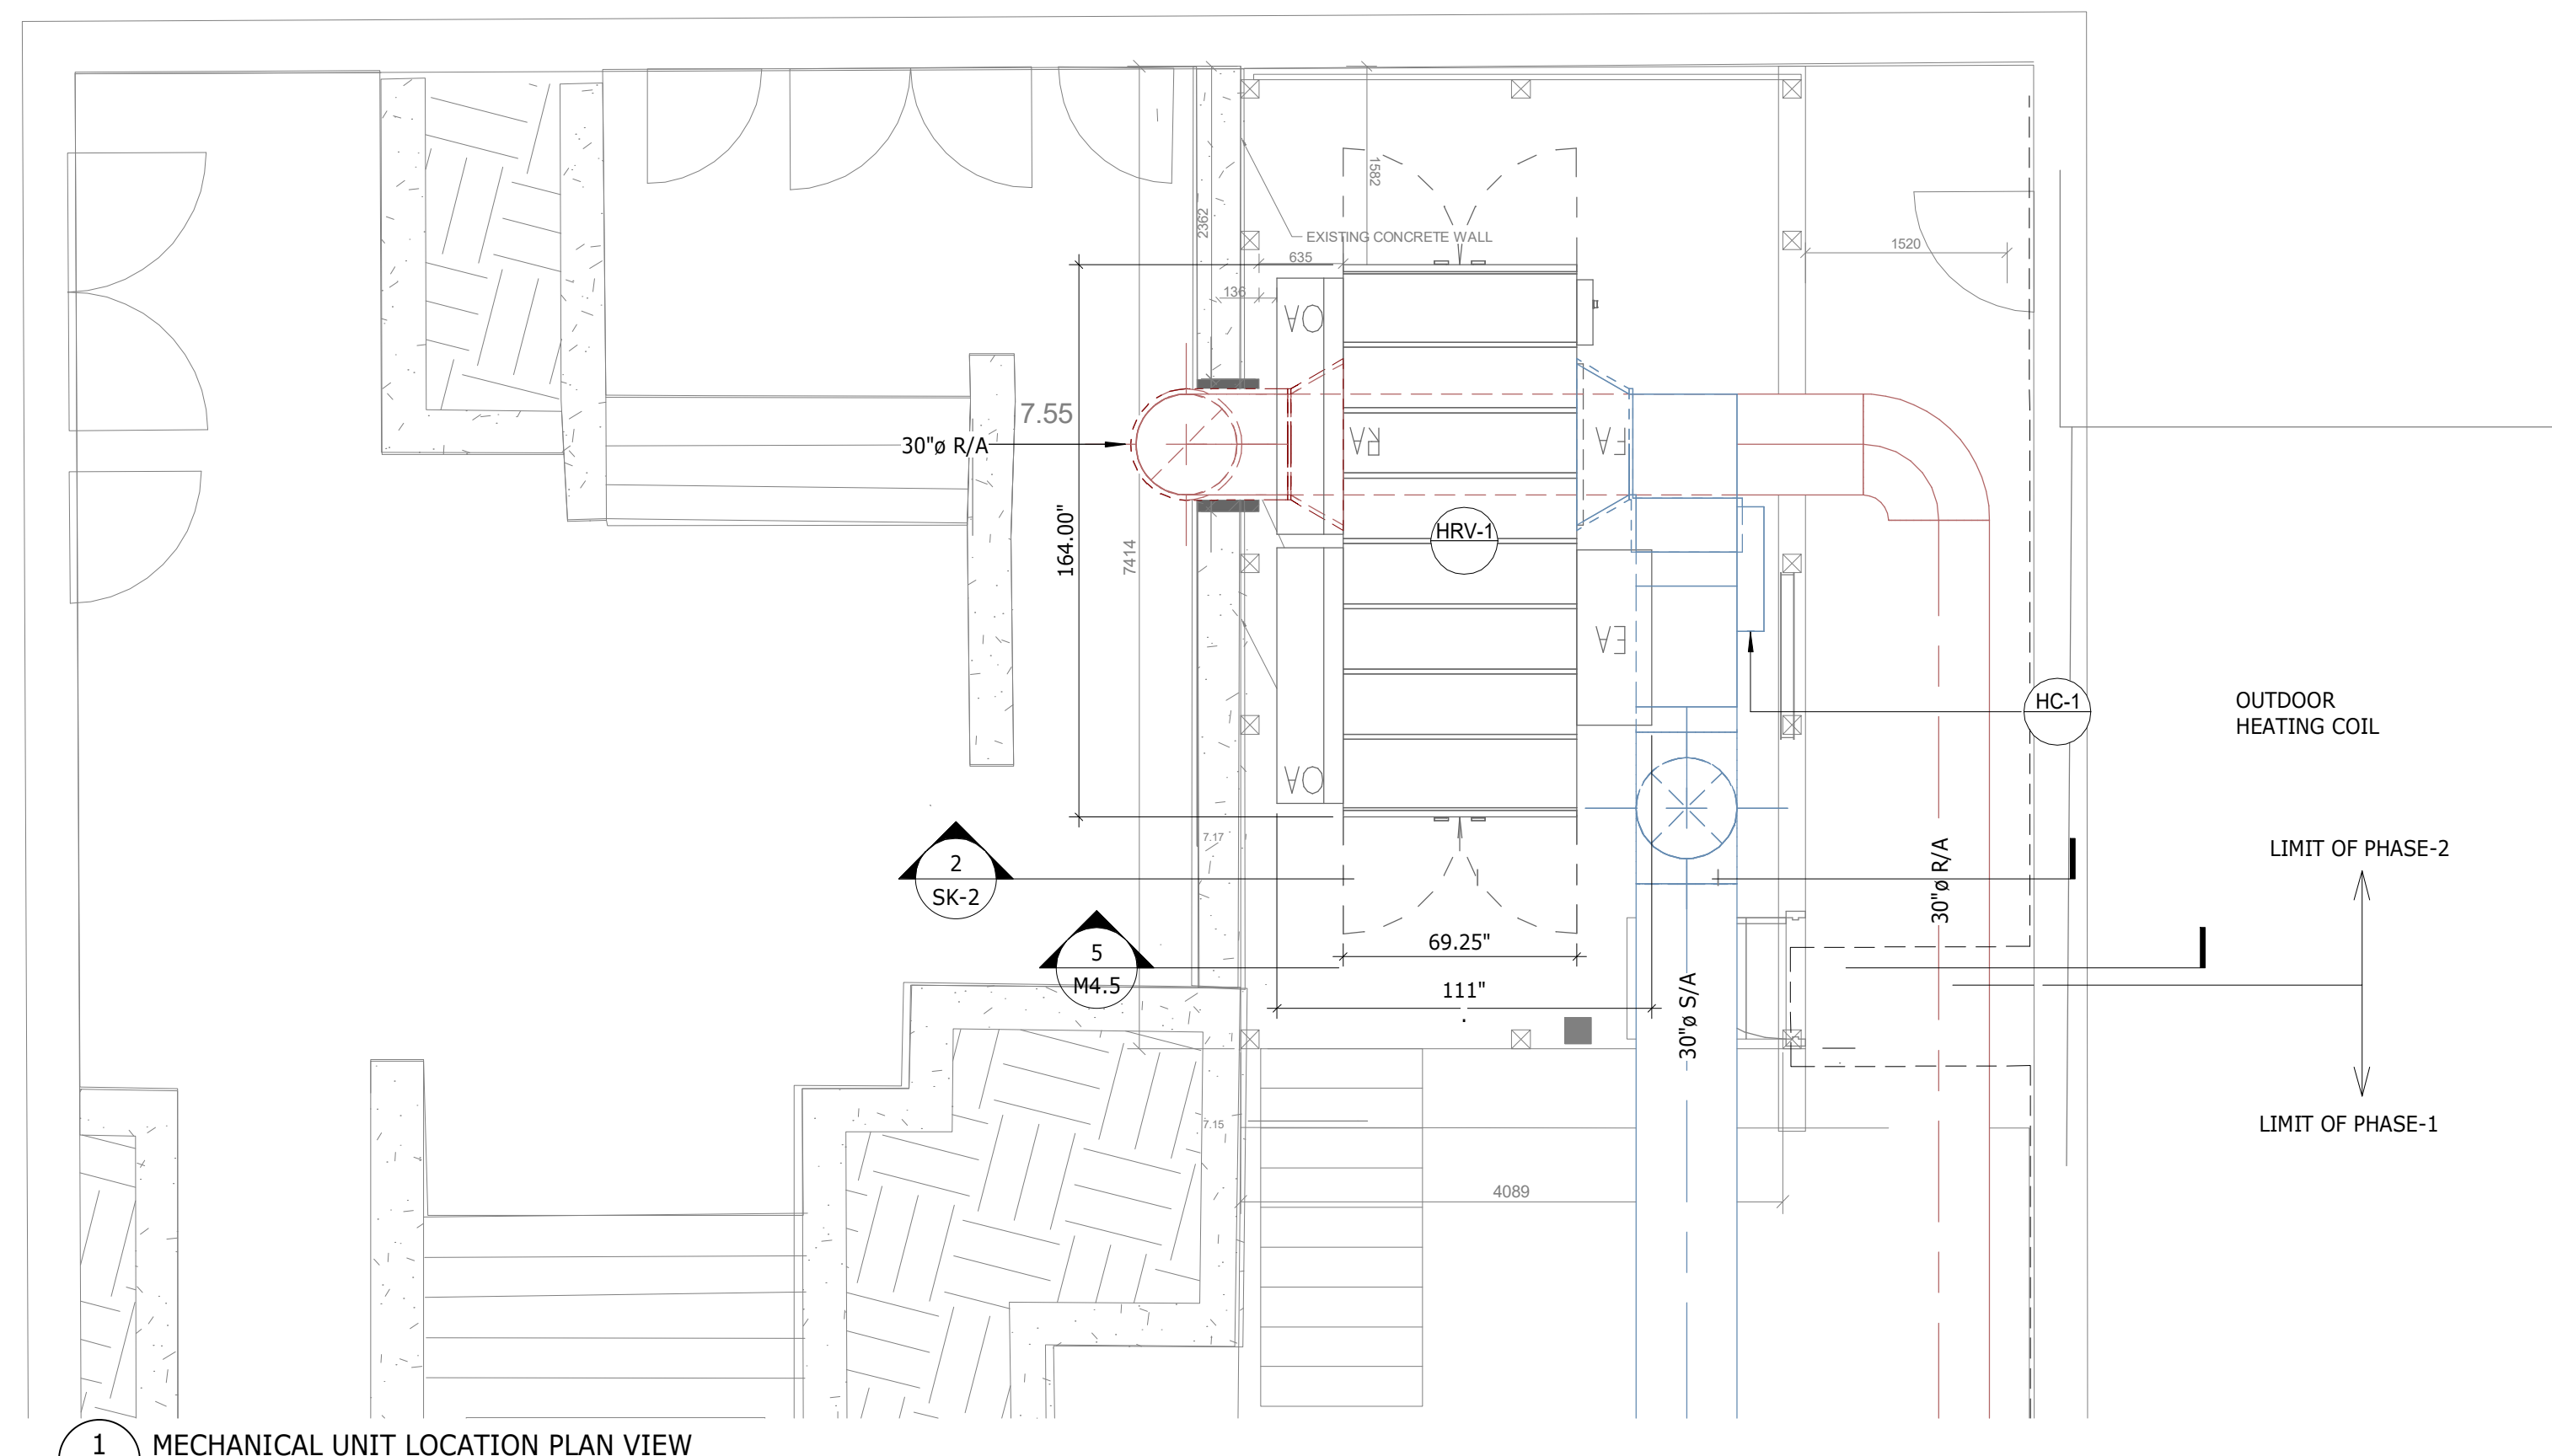 1582
2362
EXISTING CONCRETE WALL
635
1520
136
OA
7.55
30"ø R/A
RA
FA
164.00"
7414
HRV-1
EA
HC-1
OUTDOOR
HEATING COIL
OA
7.17
2
SK-2
30"ø R/A
LIMIT OF PHASE-2
69.25"
5
M4.5
111"
30"ø S/A
7.15
LIMIT OF PHASE-1
4089
1
MECHANICAL UNIT LOCATION PLAN VIEW